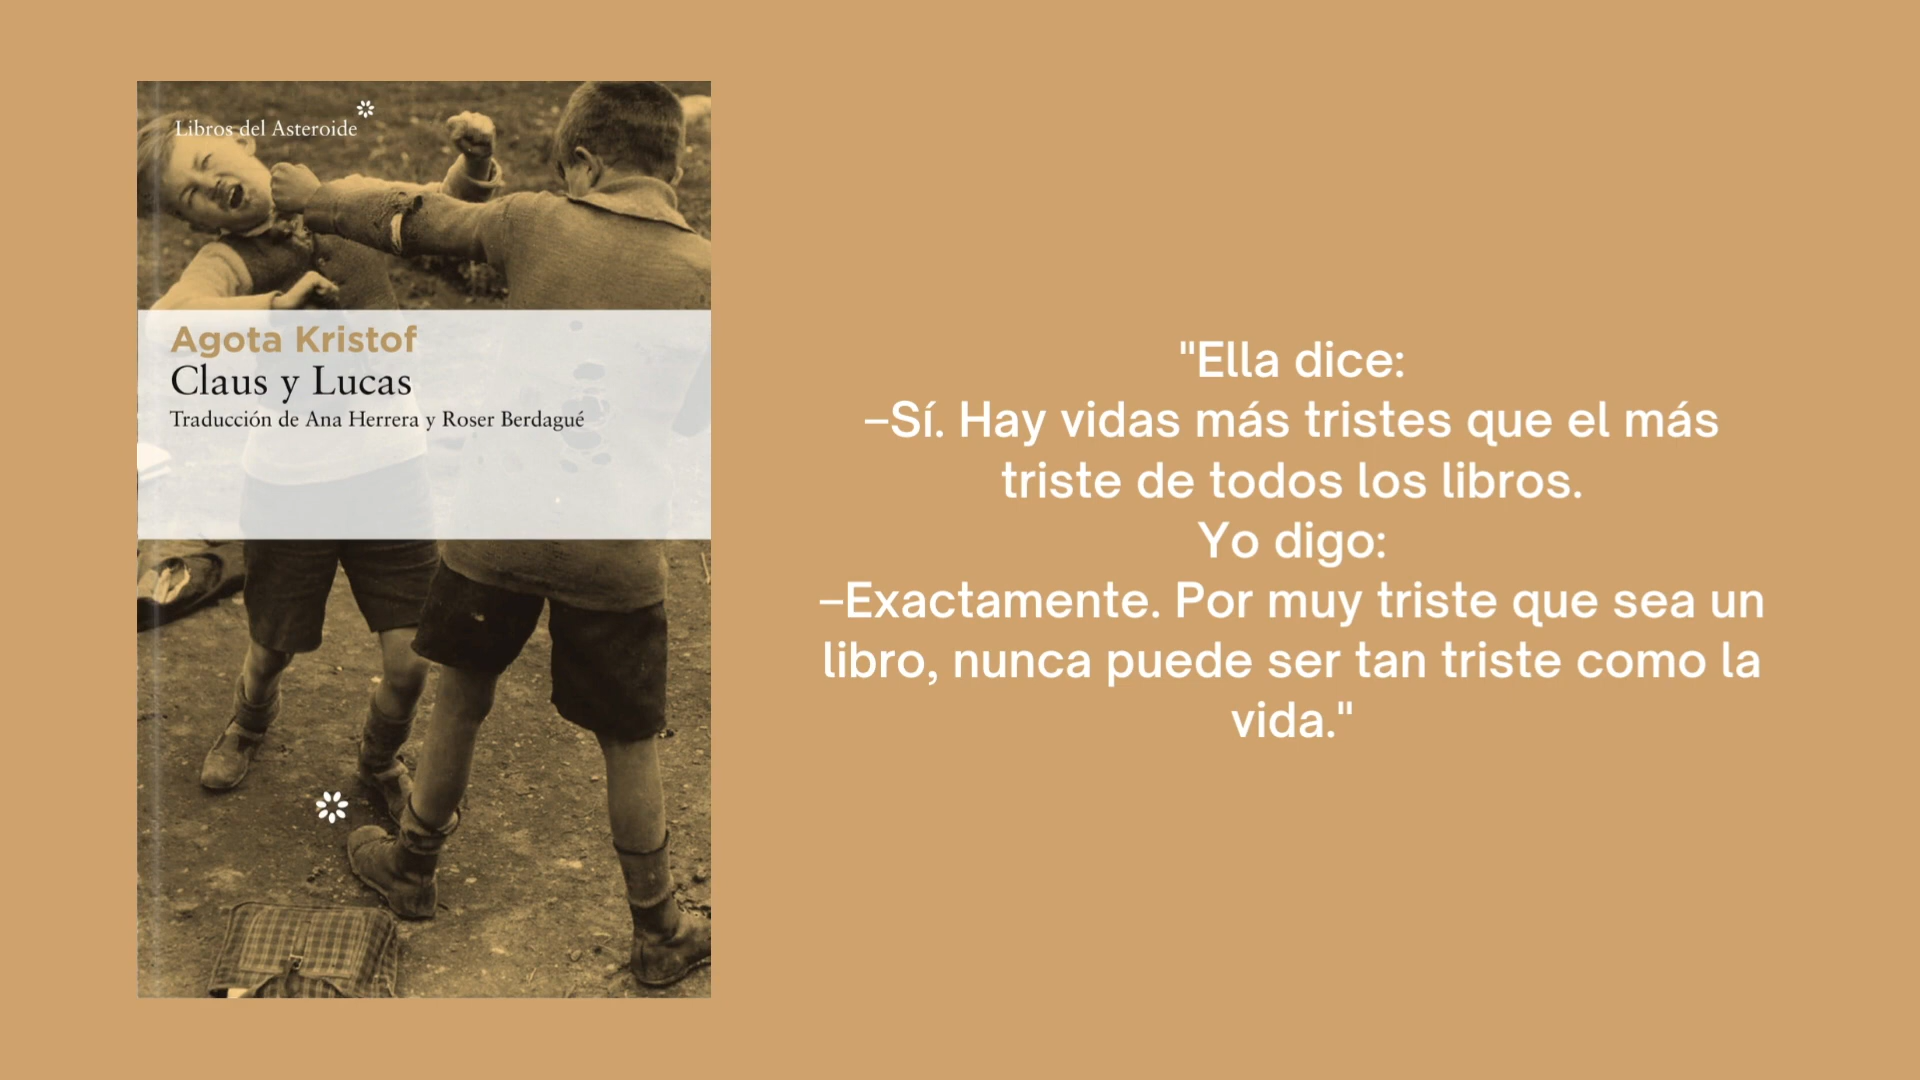 Libros del Asteroide
Agota Kristof
Claus y Lucas
Traducción de Ana Herrera y Roser Berdagué
"Ella dice:
–Sí. Hay vidas más tristes que el más
triste de todos los libros.
Yo digo:
–Exactamente. Por muy triste que sea un
libro, nunca puede ser tan triste como la
vida."